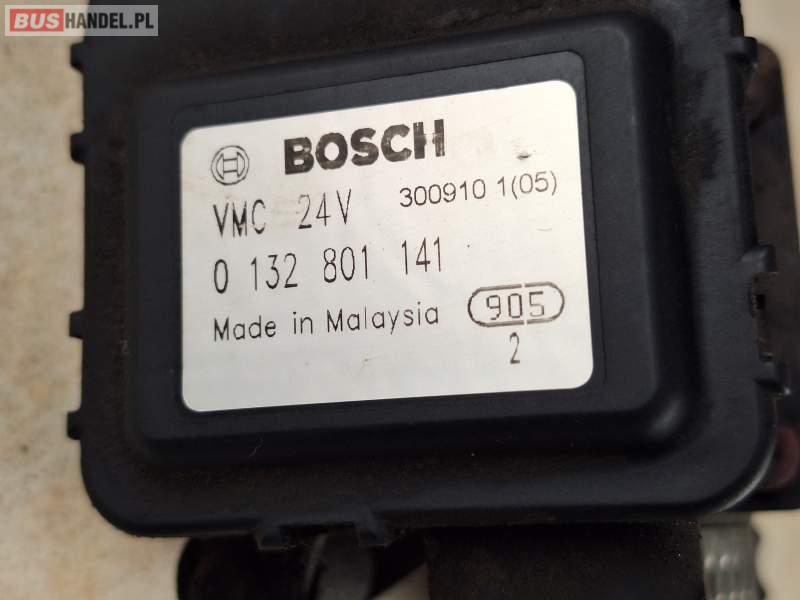 BUSHANDEL.PL
BOSCH
VMC 24V 300910 1(05)
0 132 801 141
Made in Malaysia 905
2